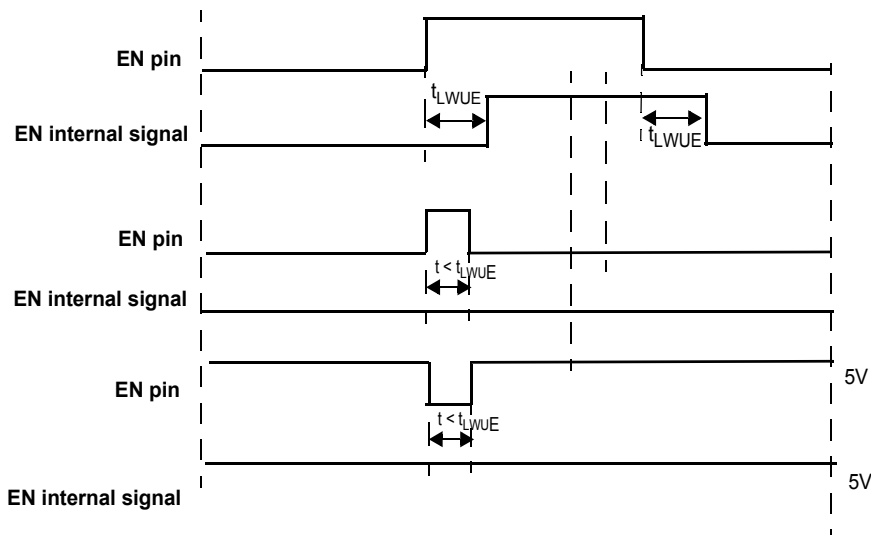 EN pin
tLWUE
EN internal signal
tLWUE
EN pin
t < tLWUE
EN internal signal
5V
EN pin
t < tLWUE
5V
EN internal signal